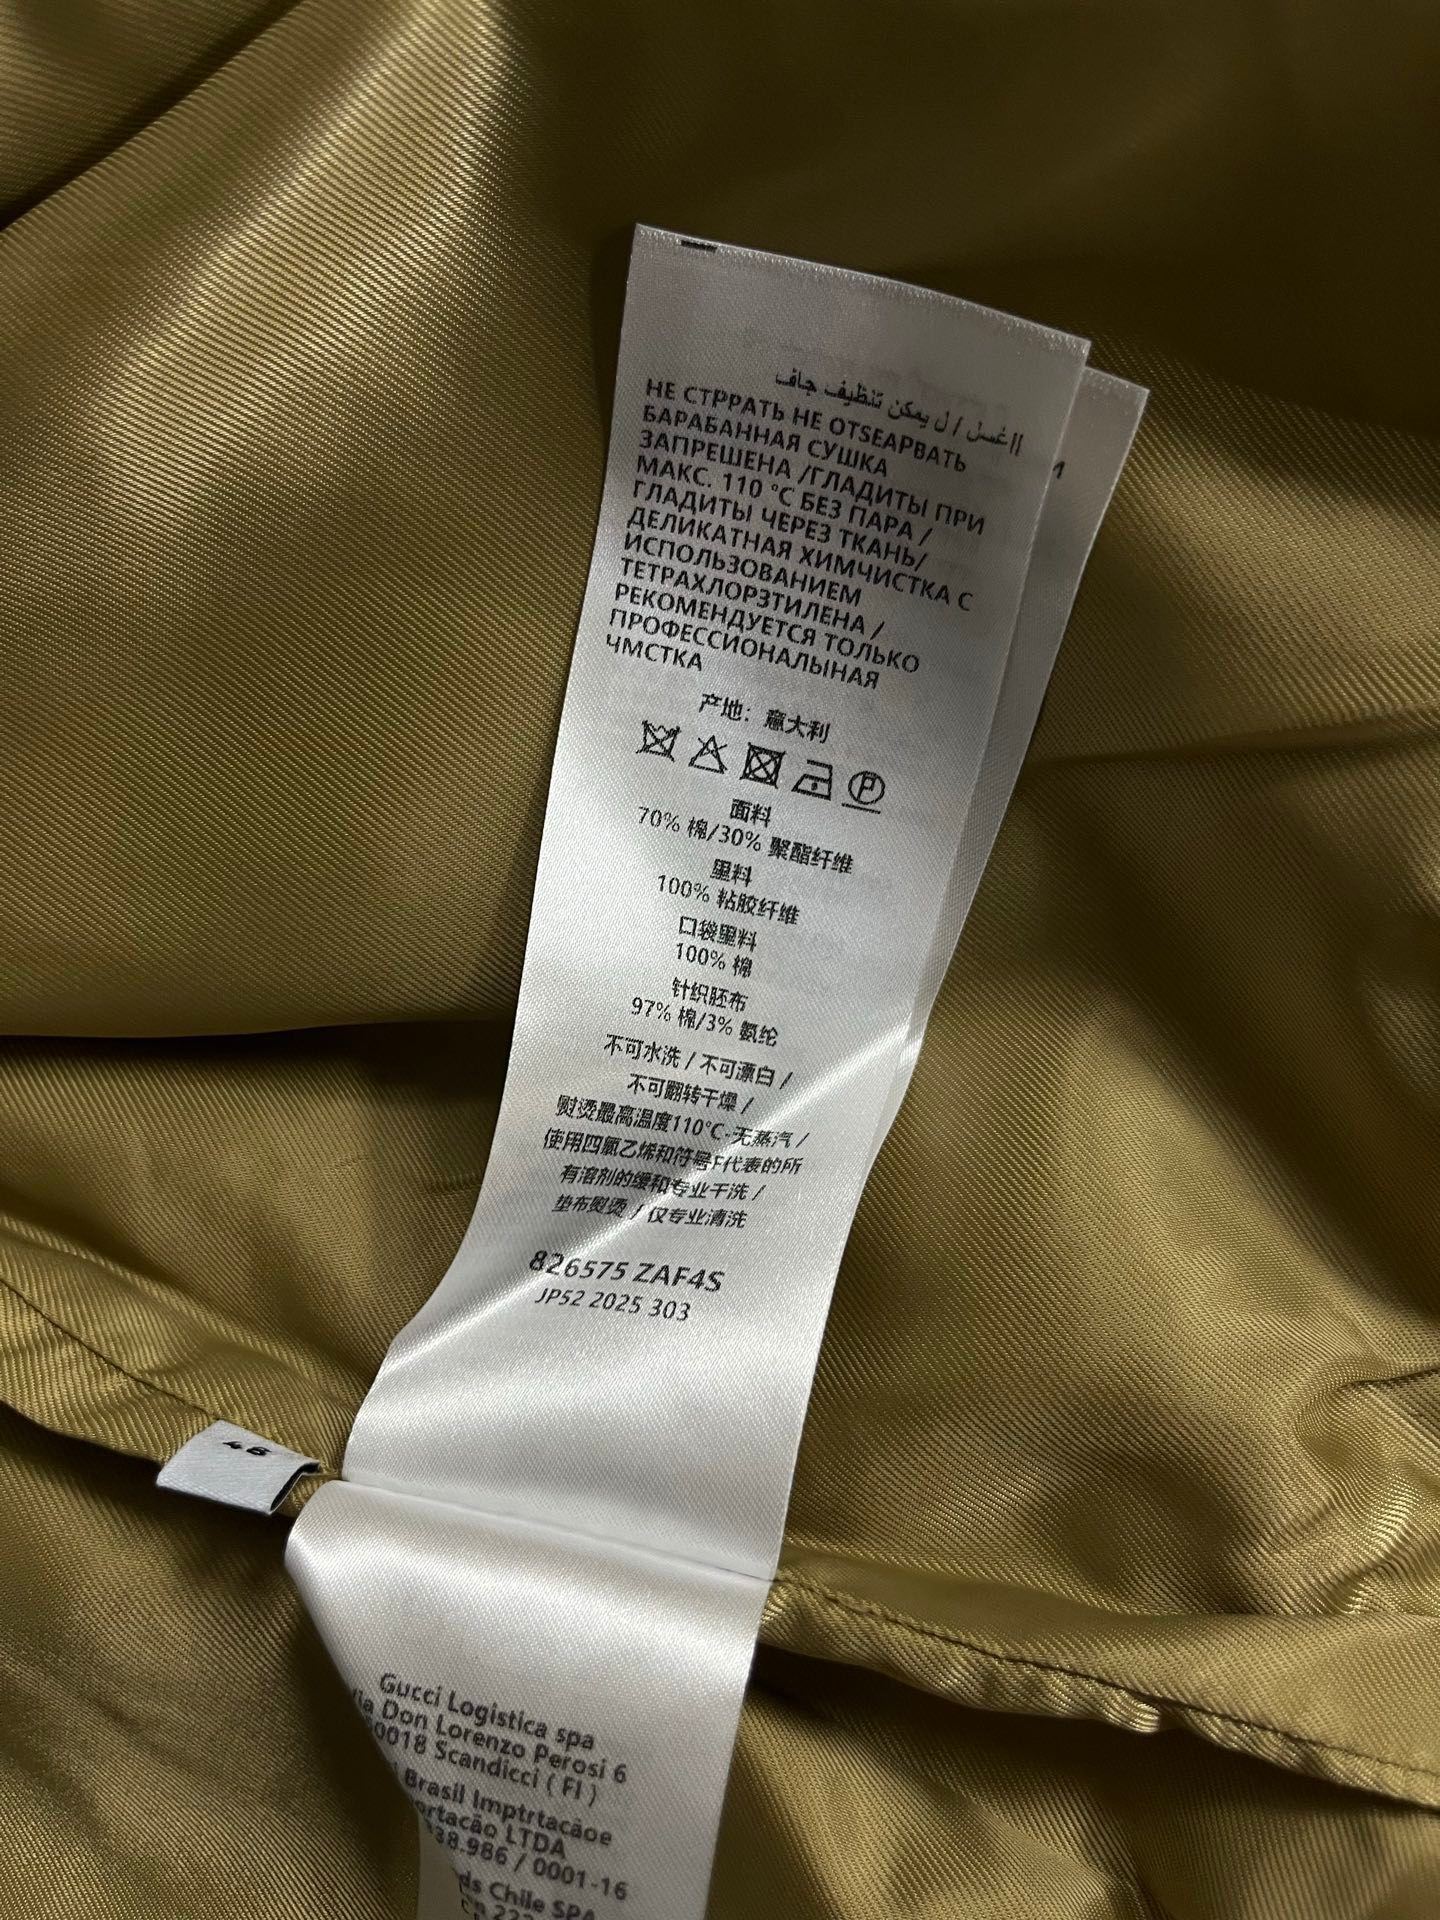 ااغسل / ل يمكن تنظيف جاف
НЕ СТРРАТЬ НЕ ОТSEAPBATЬ
БАРАБАННАЯ СУШКА
ЗАПРЕШЕНА /ГЛАДИТЫ ПРИ
МАКС. 110 °C БЕЗ ПАРА /
ГЛАДИТЫ ЧЕРЕЗ ТКАНЬ/
ДЕЛИКАТНАЯ ХИМЧИСТКА С
ИСПОЛЬЗОВАНИЕМ
ТЕТРАХЛОРЗТИЛЕНА /
РЕКОМЕНДУЕТСЯ ТОЛЬКО
ПРОФЕССИОНАЛЫНАЯ
ЧМСТКА
产地：意大利
P
面料
70% 棉/30% 聚酯纤维
里料
100% 粘胶纤维
口袋里料
100% 棉
针织胚布
97% 棉/3% 氨纶
不可水洗 / 不可漂白 /
不可翻转干燥 /
熨烫最高温度110°C-无蒸汽 /
使用四氯乙烯和符号F代表的所
有溶剂的缓和专业干洗 /
垫布熨烫 / 仅专业清洗
826575 ZAF4S
JP52 2025 303
46
Gucci Logistica spa
Via Don Lorenzo Perosi 6
50018 Scandicci ( FI )
Brasil Imptrtacãoe
ortacão LTDA
38.986 / 0001-16
ds Chile SPA